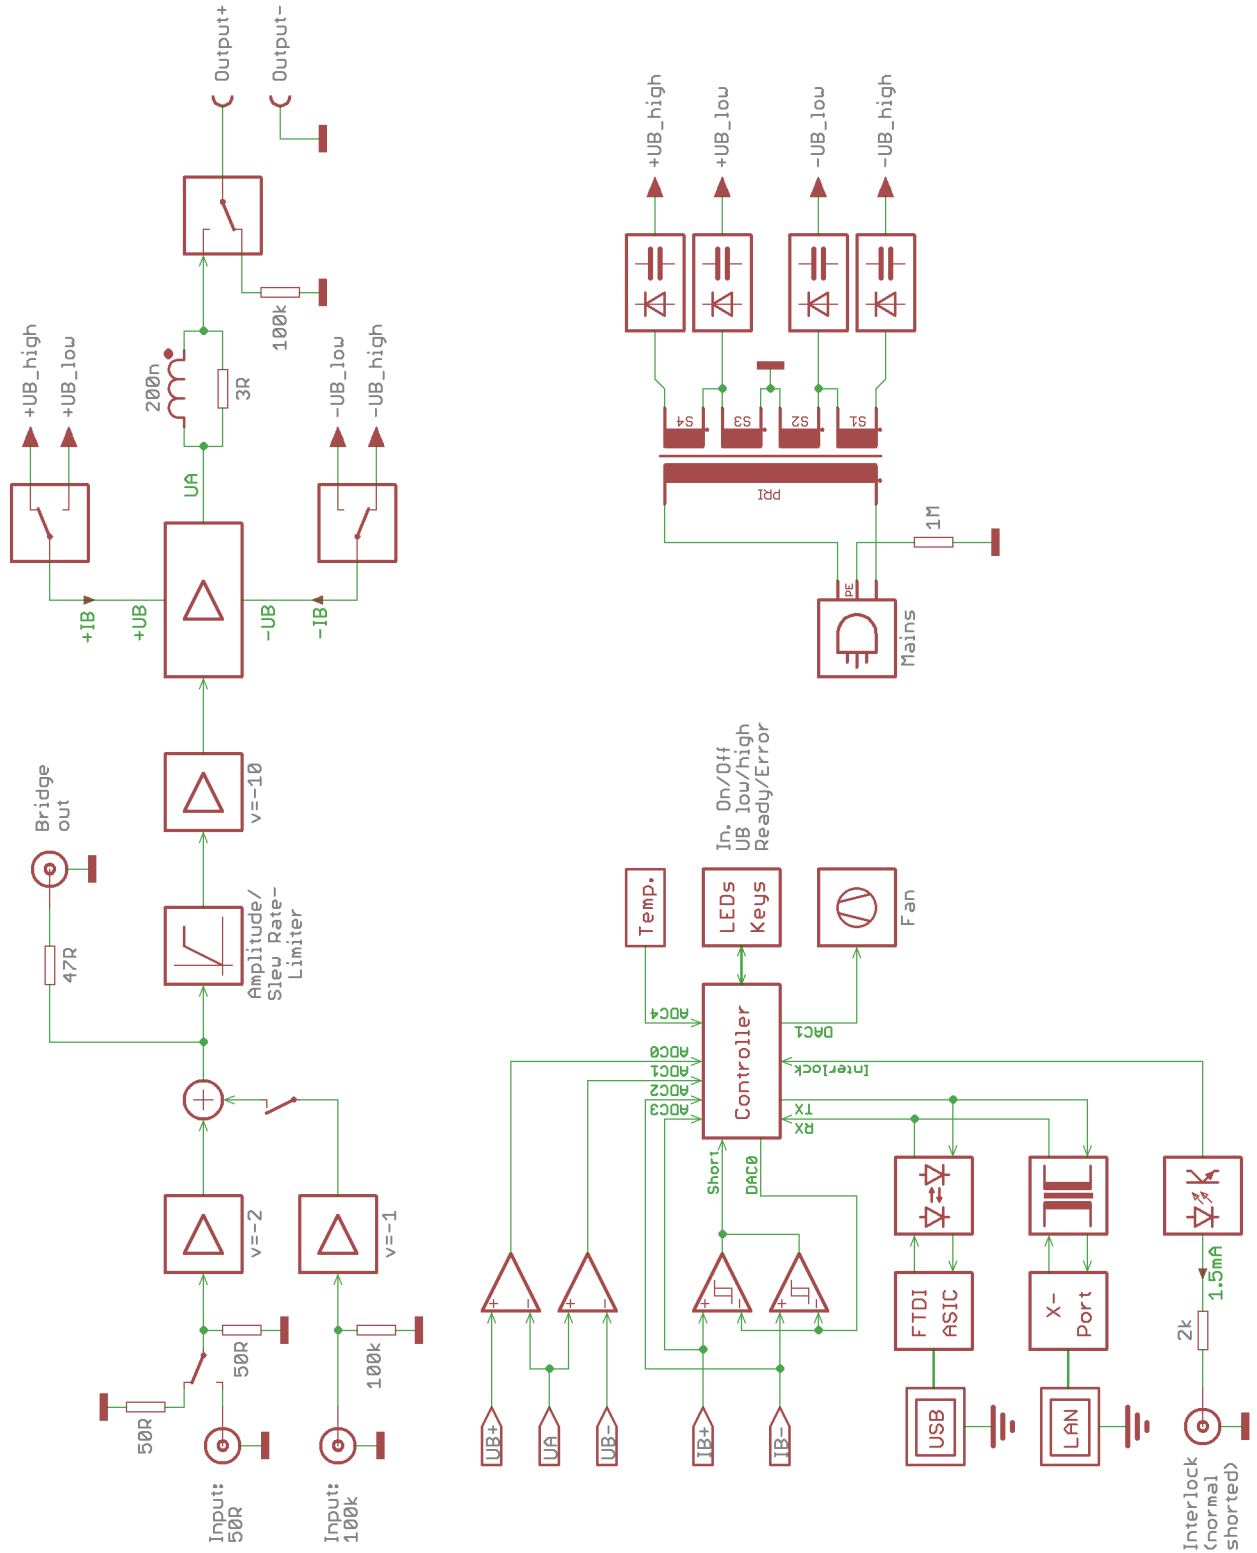 Input:
50R
50R
50R
v=-2
Input:
100k
100k
v=-1
47R
Bridge
out
Amplitude/
Slew Rate-
Limiter
v=-10
+IB
+UB
-UB
-IB
+UB_high
+UB_low
-UB_low
-UB_high
UA
200n
3R
100k
Output+
Output-
UB+
UA
UB-
IB+
IB-
+
-
+
-
+
-
+
-
Short
DAC0
ADC3
ADC2
ADC1
ADC0
ADC4
Controller
RX
TX
Interlock
DAC1
Temp.
LEDs
Keys
In. On/Off
UB low/high
Ready/Error
Fan
USB
FTDI
ASIC
LAN
X-
Port
Interlock
(normal
shorted)
2k
1.5mA
Mains
PE
1M
PRI
S4
S3
S2
S1
+UB_high
+UB_low
-UB_low
-UB_high